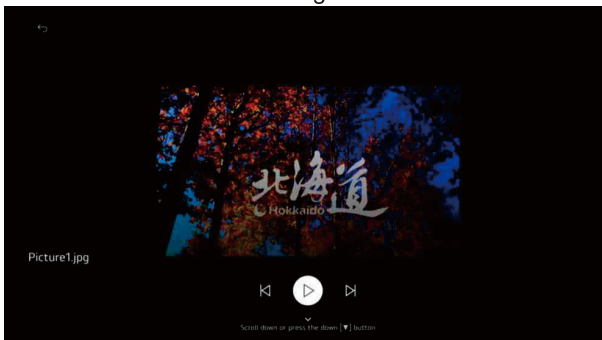 北海道
Hokkaido
Picture1.jpg
Scroll down or press the down [▼] button